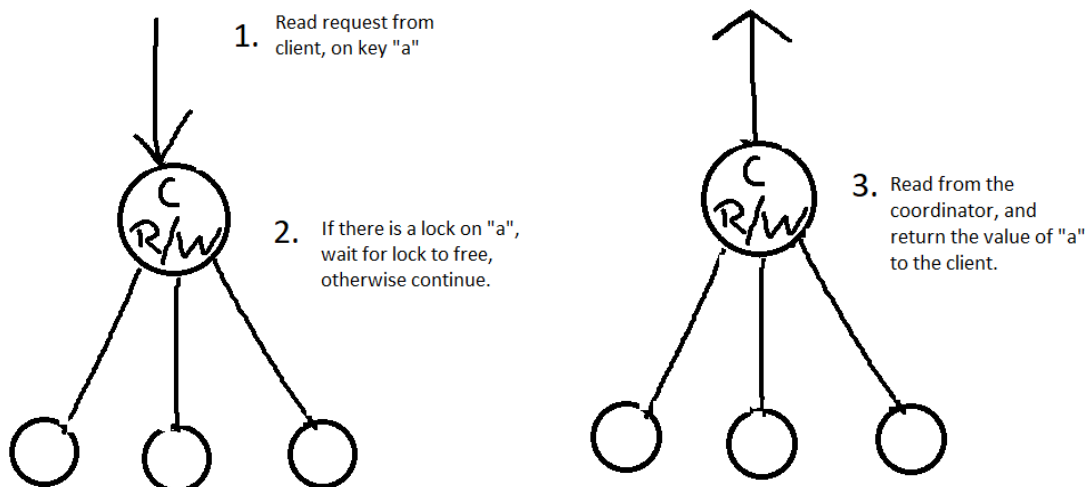 1. Read request from
client, on key "a"
C
R/W
2. If there is a lock on "a",
wait for lock to free,
otherwise continue.
C
R/W
3. Read from the
coordinator, and
return the value of "a"
to the client.